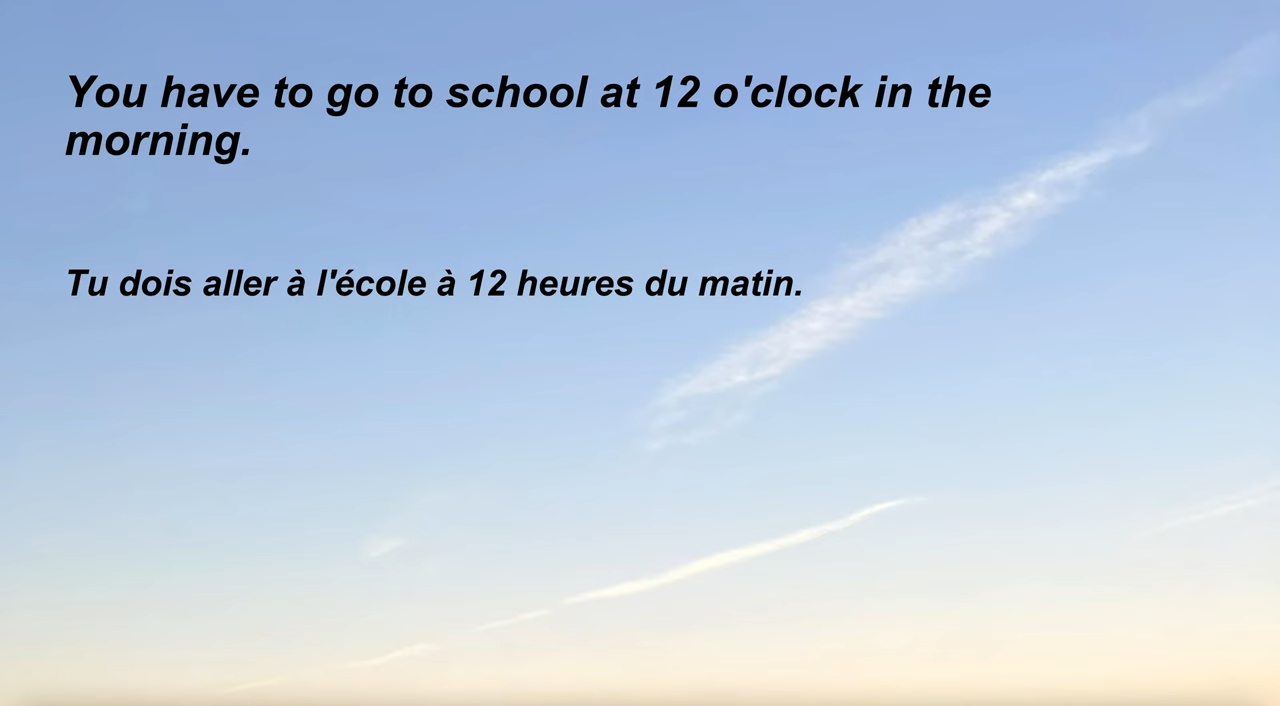 You have to go to school at 12 o'clock in the
morning.
Tu dois aller à l'école à 12 heures du matin.